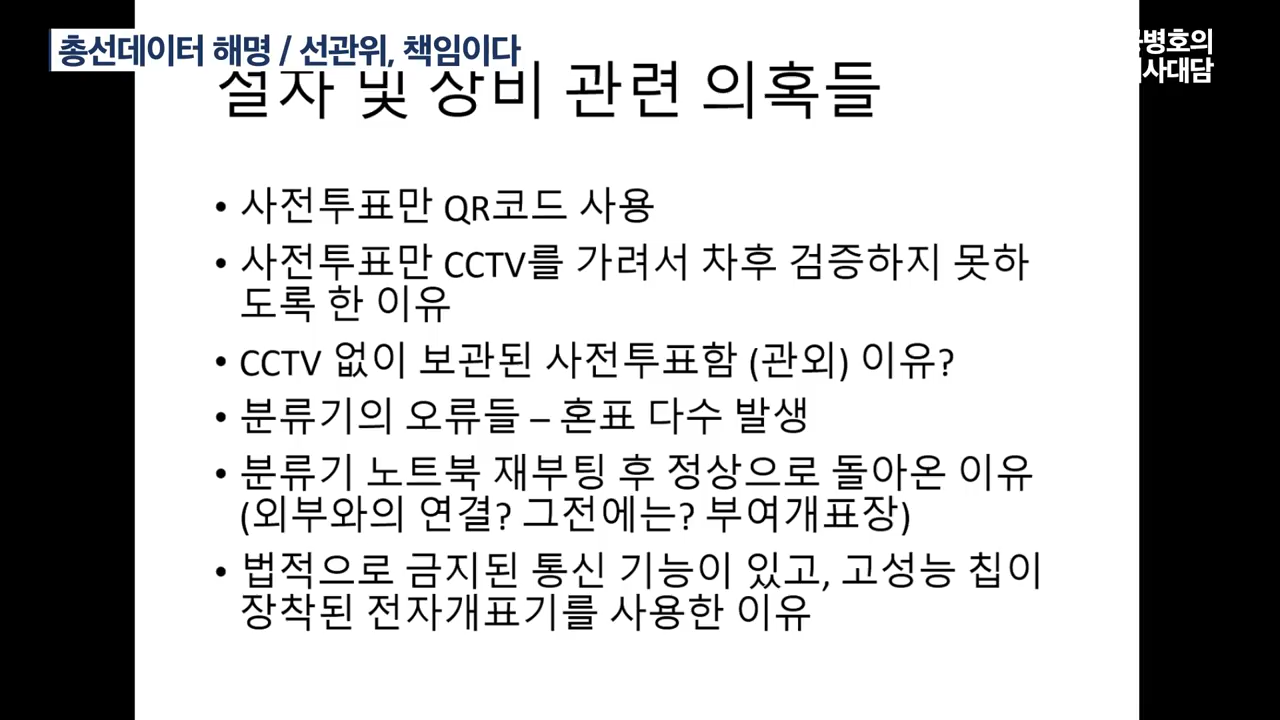 총선데이터 해명 / 선관위, 책임이다
병호의
사대담
절차 및 장비 관련 의혹들
• 사전투표만 QR코드 사용
• 사전투표만 CCTV를 가려서 차후 검증하지 못하
도록 한 이유
• CCTV 없이 보관된 사전투표함 (관외) 이유?
• 분류기의 오류들 – 혼표 다수 발생
• 분류기 노트북 재부팅 후 정상으로 돌아온 이유
(외부와의 연결? 그전에는? 부여개표장)
• 법적으로 금지된 통신 기능이 있고, 고성능 칩이
장착된 전자개표기를 사용한 이유